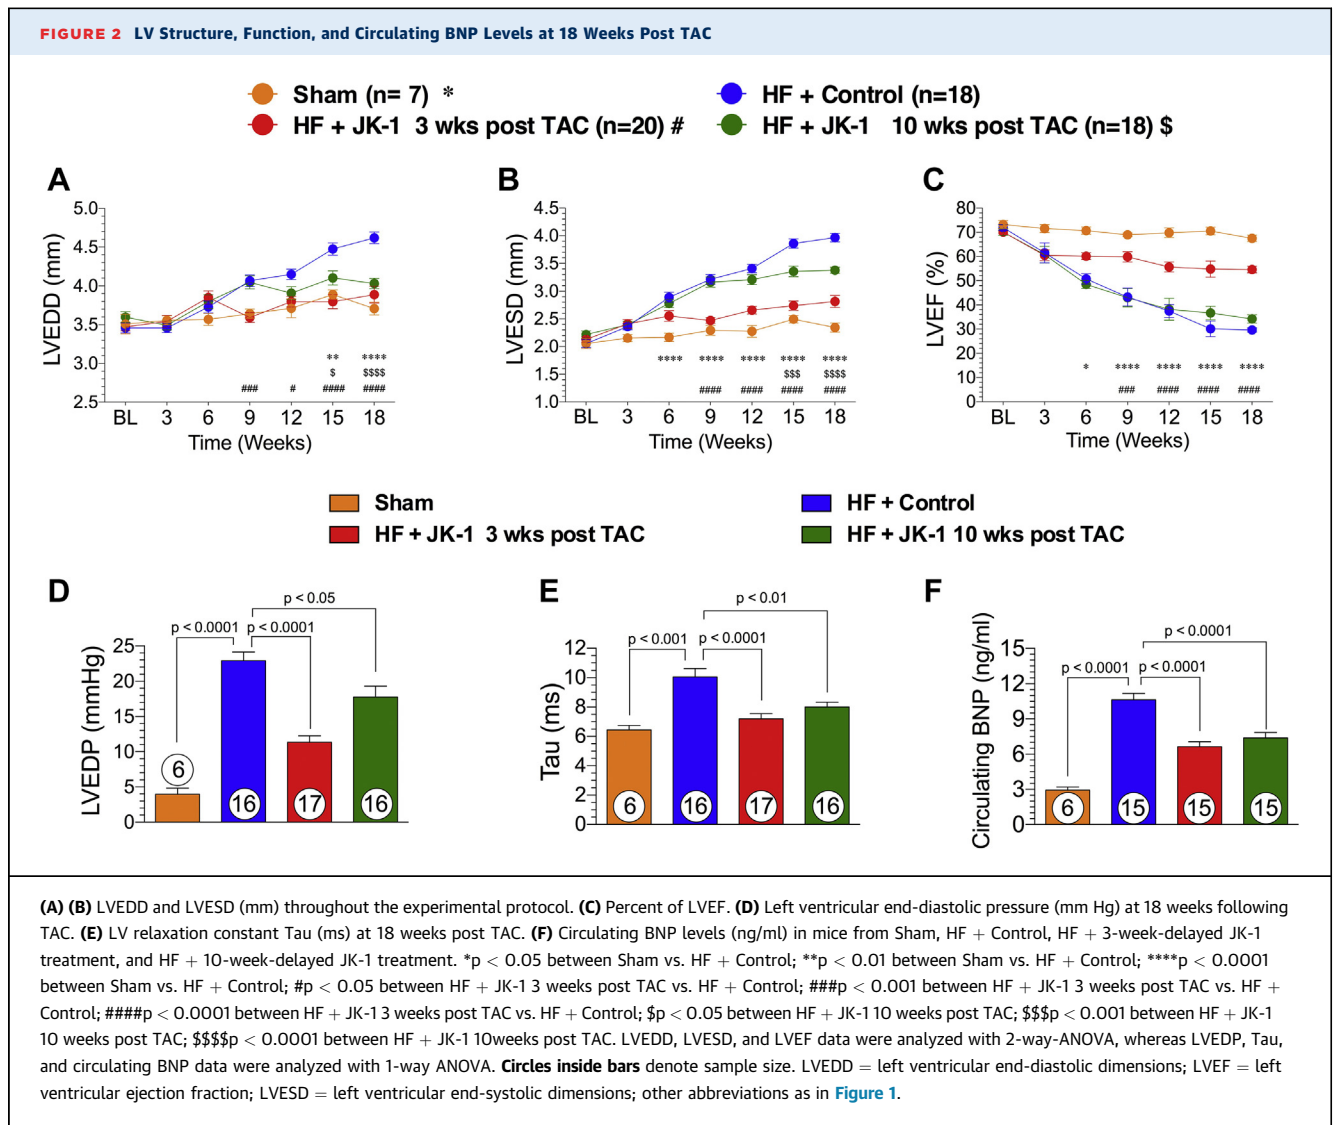 FIGURE 2 LV Structure, Function, and Circulating BNP Levels at 18 Weeks Post TAC
Sham (n= 7) *
HF + Control (n=18)
HF + JK-1 3 wks post TAC (n=20) #
HF + JK-1 10 wks post TAC (n=18) $
A
LVEDD (mm)
5.0
4.5
4.0
3.5
3.0
2.5
** ****
$ $$$$
### # #### ####
BL 3 6 9 12 15 18
Time (Weeks)
B
LVESD (mm)
4.5
4.0
3.5
3.0
2.5
2.0
1.5
1.0
**** **** **** **** ****
$$$ $$$$
#### #### #### ####
BL 3 6 9 12 15 18
Time (Weeks)
C
LVEF (%)
80
70
60
50
40
30
20
10
0
* **** **** **** ****
### #### #### ####
BL 3 6 9 12 15 18
Time (Weeks)
Sham
HF + Control
HF + JK-1 3 wks post TAC
HF + JK-1 10 wks post TAC
D
LVEDP (mmHg)
p < 0.05
p < 0.0001 p < 0.0001
25
20
15
10
5
0
6 16 17 16
E
Tau (ms)
p < 0.01
p < 0.001 p < 0.0001
12
10
8
6
4
2
0
6 16 17 16
F
Circulating BNP (ng/ml)
p < 0.0001
p < 0.0001 p < 0.0001
15
12
9
6
3
0
6 15 15 15
(A) (B) LVEDD and LVESD (mm) throughout the experimental protocol. (C) Percent of LVEF. (D) Left ventricular end-diastolic pressure (mm Hg) at 18 weeks following
TAC. (E) LV relaxation constant Tau (ms) at 18 weeks post TAC. (F) Circulating BNP levels (ng/ml) in mice from Sham, HF + Control, HF + 3-week-delayed JK-1
treatment, and HF + 10-week-delayed JK-1 treatment. *p < 0.05 between Sham vs. HF + Control; **p < 0.01 between Sham vs. HF + Control; ****p < 0.0001
between Sham vs. HF + Control; #p < 0.05 between HF + JK-1 3 weeks post TAC vs. HF + Control; ###p < 0.001 between HF + JK-1 3 weeks post TAC vs. HF +
Control; ####p < 0.0001 between HF + JK-1 3 weeks post TAC vs. HF + Control; $p < 0.05 between HF + JK-1 10 weeks post TAC; $$$p < 0.001 between HF + JK-1
10 weeks post TAC; $$$$p < 0.0001 between HF + JK-1 10weeks post TAC. LVEDD, LVESD, and LVEF data were analyzed with 2-way-ANOVA, whereas LVEDP, Tau,
and circulating BNP data were analyzed with 1-way ANOVA. Circles inside bars denote sample size. LVEDD = left ventricular end-diastolic dimensions; LVEF = left
ventricular ejection fraction; LVESD = left ventricular end-systolic dimensions; other abbreviations as in Figure 1.